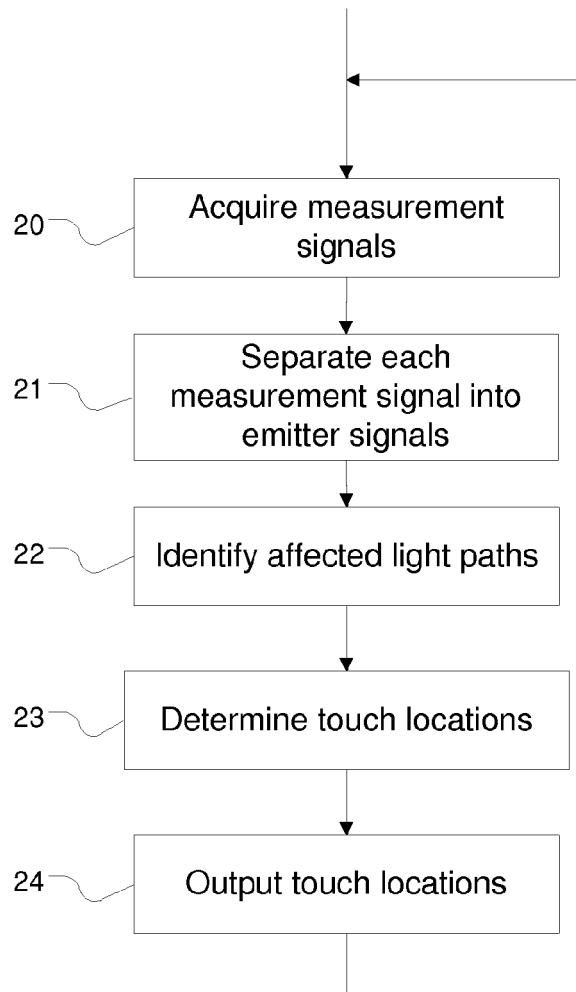 20
Acquire measurement
signals
21
Separate each
measurement signal into
emitter signals
22
Identify affected light paths
23
Determine touch locations
24
Output touch locations